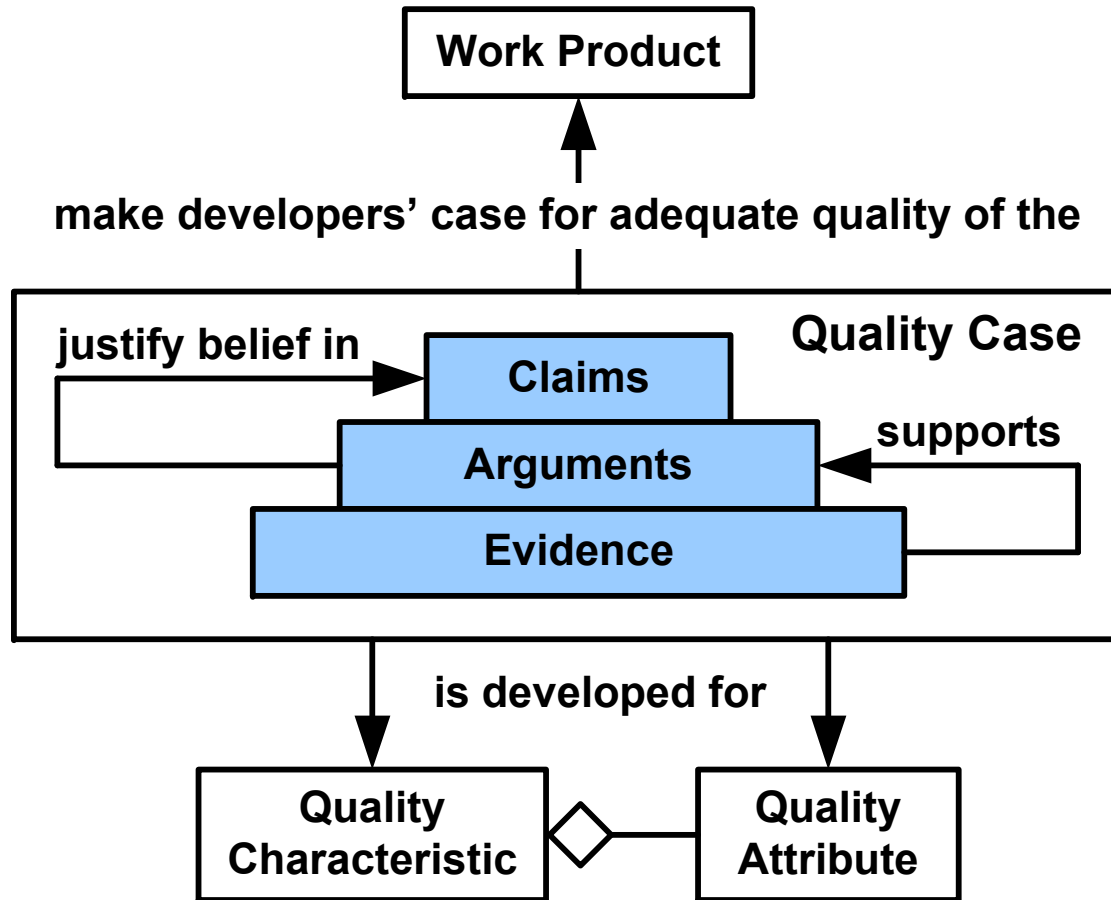 Work Product
make developers’ case for adequate quality of the
Quality Case
justify belief in
Claims
supports
Arguments
Evidence
is developed for
Quality
Characteristic
Quality
Attribute